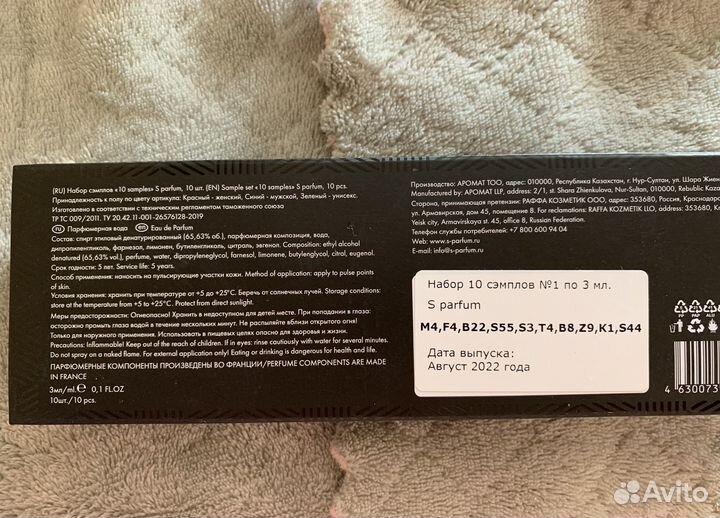 (RU) Набор сэмплов «10 samples» S parfum, 10 шт. (EN) Sample set «10 samples» S parfum, 10 pcs.
Принадлежность к полу по цвету артикула: Красный - женский, Синий - мужской, Зеленый - унисекс.
Изготовлено в соответствии с техническим регламентом таможенного союза
ТР ТС 009/2011. ТУ 20.42.11-001-26576128-2019
ru Парфюмерная вода en Eau de Parfum
Состав: спирт этиловый денатурированный (65,63% об.), парфюмерная композиция, вода,
дипропиленгликоль, фарнезол, лимонен, бутиленгликоль, цитраль, эвгенол. Composition: ethyl alcohol
denatured (65,63% vol.), perfume, water, dipropyleneglycol, farnesol, limonene, butylenglycol, citral, eugenol.
Срок годности: 5 лет. Service life: 5 years.
Способ применения: наносить на пульсирующие участки кожи. Method of application: apply to pulse points
of skin.
Условия хранения: хранить при температуре от +5 до +25°С. Беречь от солнечных лучей. Storage conditions:
store at the temperature from +5 to +25°C. Protect from direct sunlight.
Меры предосторожности: Огнеопасно! Хранить в недоступном для детей месте. При попадании в глаза:
осторожно промыть глаза водой в течение нескольких минут. Не распылять вблизи открытого огня!
Только для наружного применения. Использование в пищевых целях опасно для здоровья и жизни.
Precautions: Inflammable! Keep out of the reach of children. If in eyes: rinse cautiously with water for several minutes.
Do not spray on a naked flame. For external application only! Eating or drinking is dangerous for health and life.
ПАРФЮМЕРНЫЕ КОМПОНЕНТЫ ПРОИЗВЕДЕНЫ ВО ФРАНЦИИ/PERFUME COMPONENTS ARE MADE
IN FRANCE
3мл/ml.℮ 0,1 FL.OZ
10шт./10 pcs.
Производитель: АРОМАТ ТОО, адрес: 010000, Республика Казахстан, г. Нур-Султан, ул. Шара Жиен
Manufactured by: АРОМАТ LLP, address: 2/1, st. Shara Zhienkulova, Nur-Sultan, 010000, Rebublic Kaza
Сторона, принимающая претензии: РАФФА КОЗМЕТИК ООО, адрес: 353680, Россия, Краснодар
ул. Армавирская, дом 45, помещение 8. For reclamations: RAFFA KOZMETIK LLC, address: 353680,
Yeisk city, Armavirskaya st. 45, office 8, Russian Federation.
Телефон для справок: +7 800 600 94 04
Website: www.s-parfum.ru
E-mail: info@s-parfum.ru
Набор 10 сэмплов №1 по 3 мл.
S parfum
M4,F4,B22,S55,S3,T4,B8,Z9,K1,S44
Дата выпуска:
Август 2022 года
PP PAP ALU
4 630073
Avito